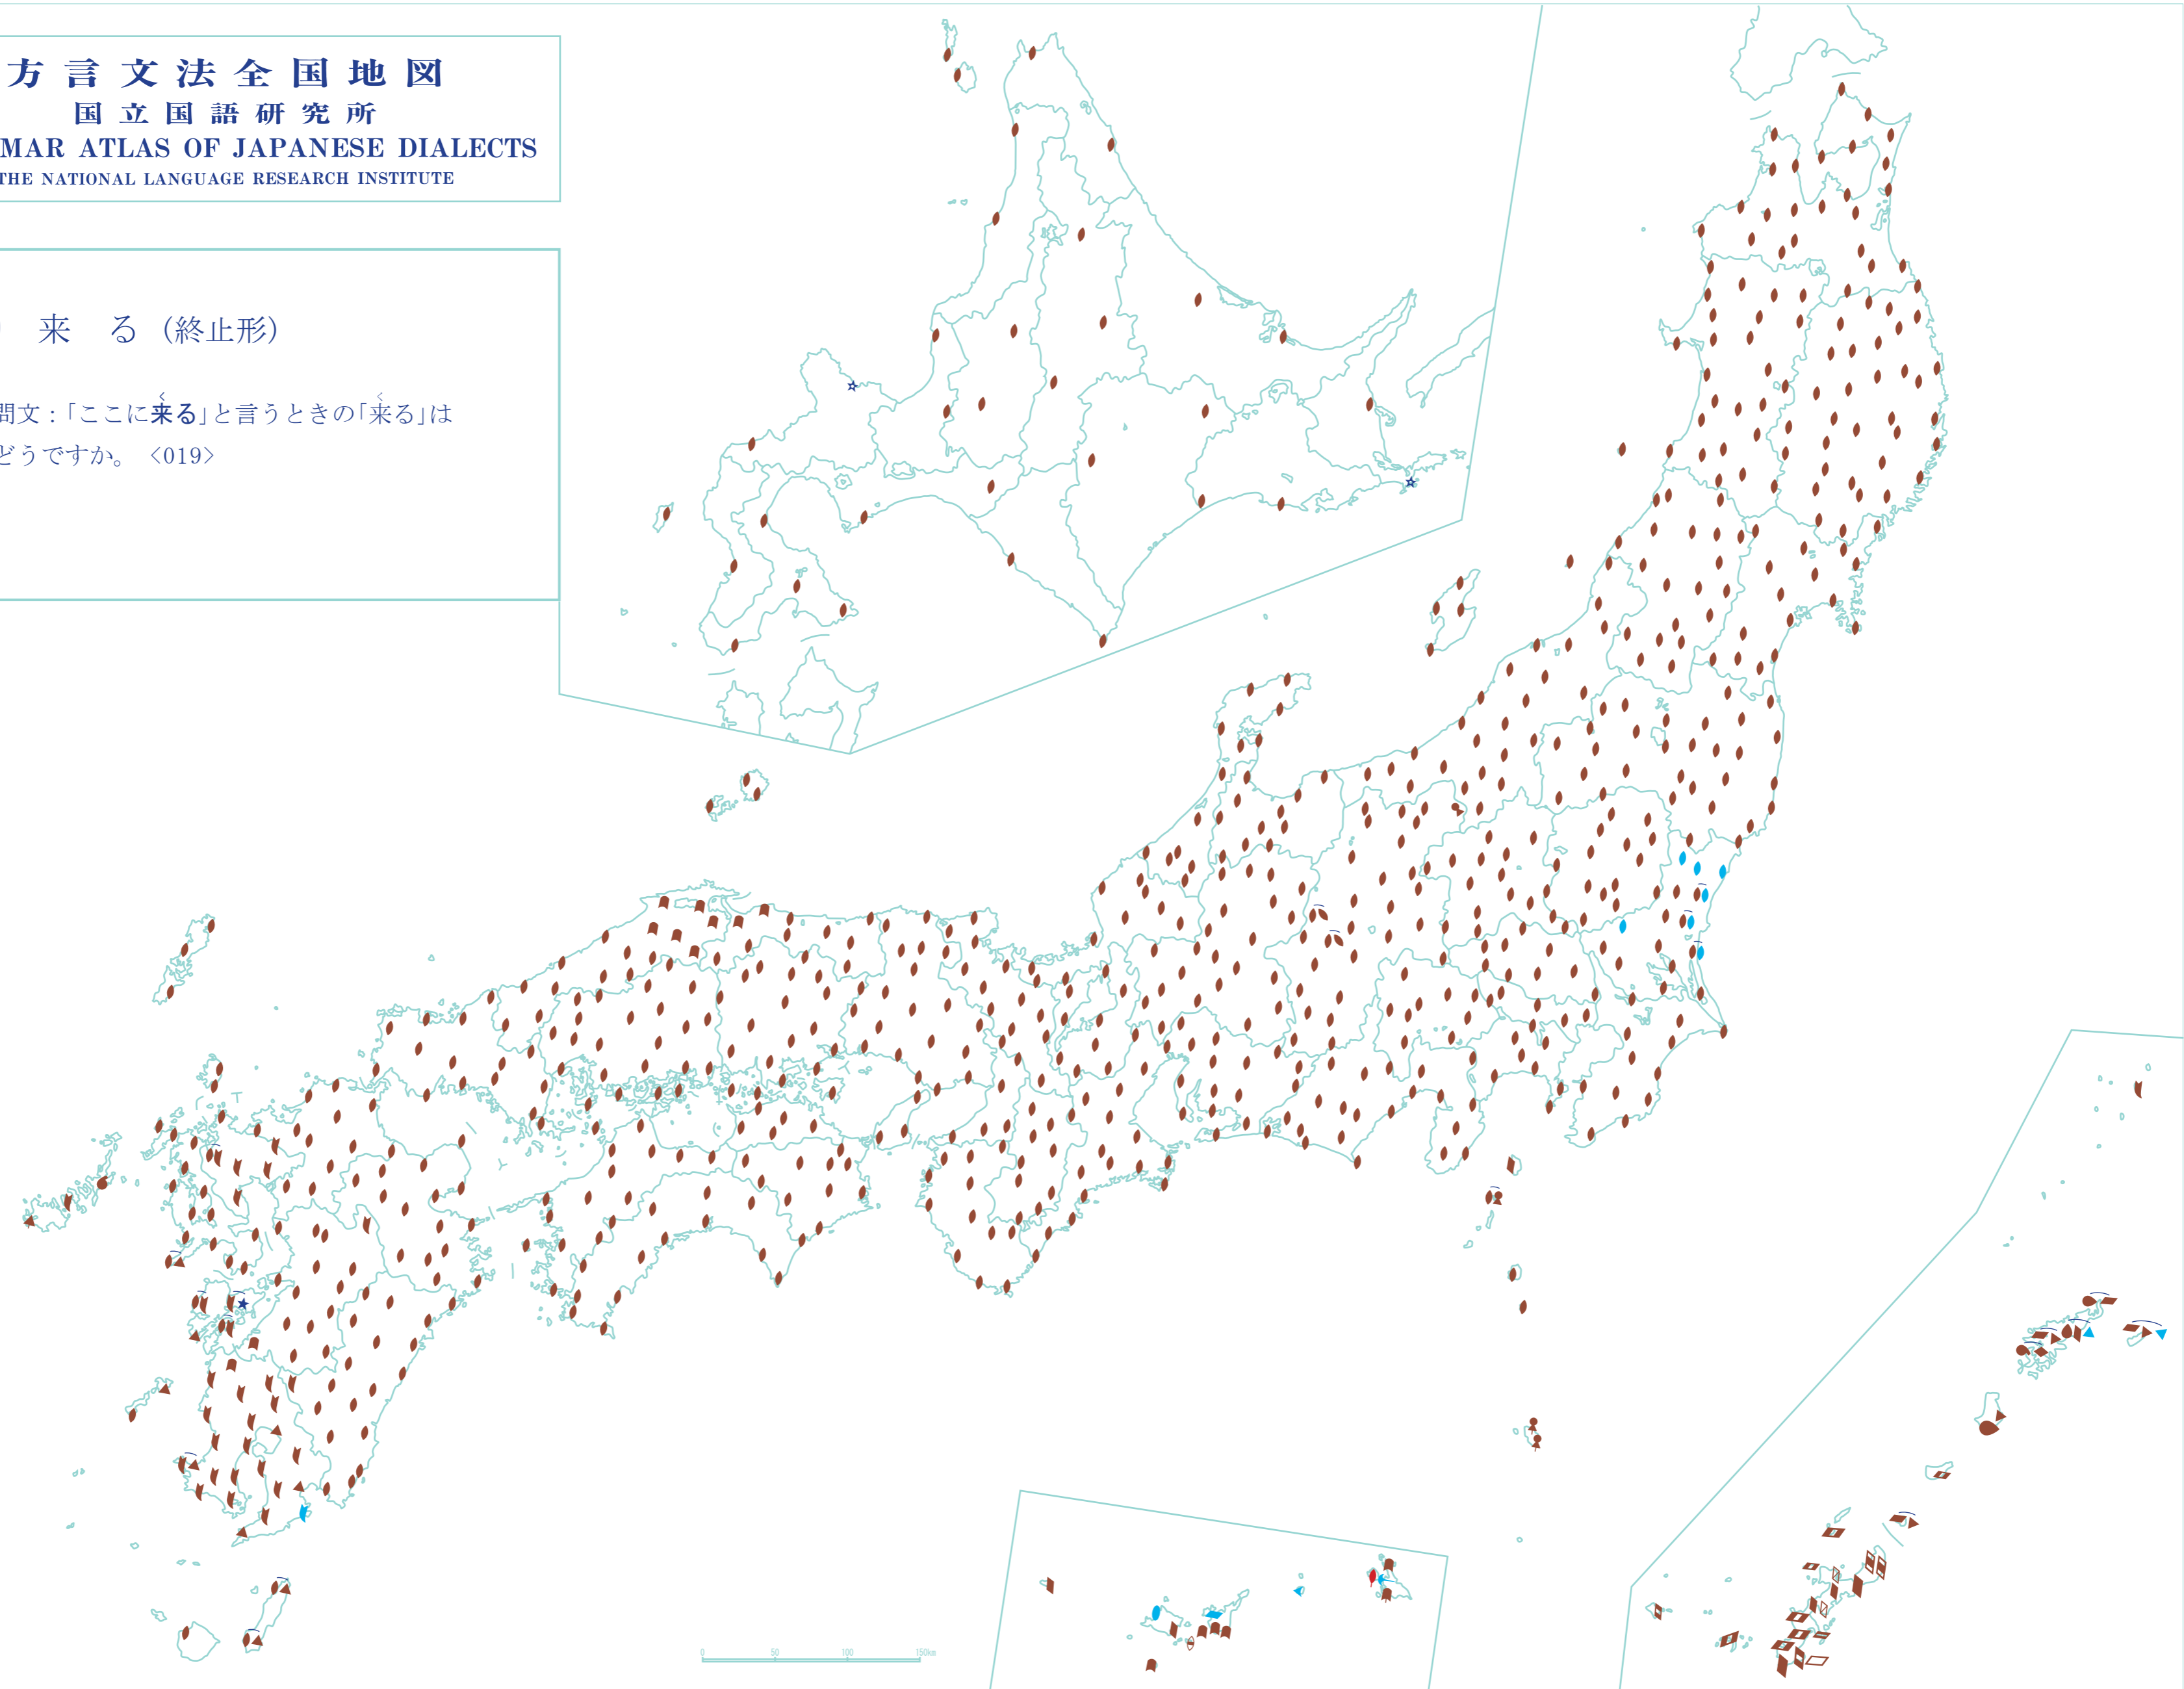 方言文法全国地図
国立国語研究所
MAR ATLAS OF JAPANESE DIALECTS
THE NATIONAL LANGUAGE RESEARCH INSTITUTE
来 る (終止形)
く く
問文:「ここに来る」と言うときの「来る」は
どうですか。 <019>
0 50 100 150km